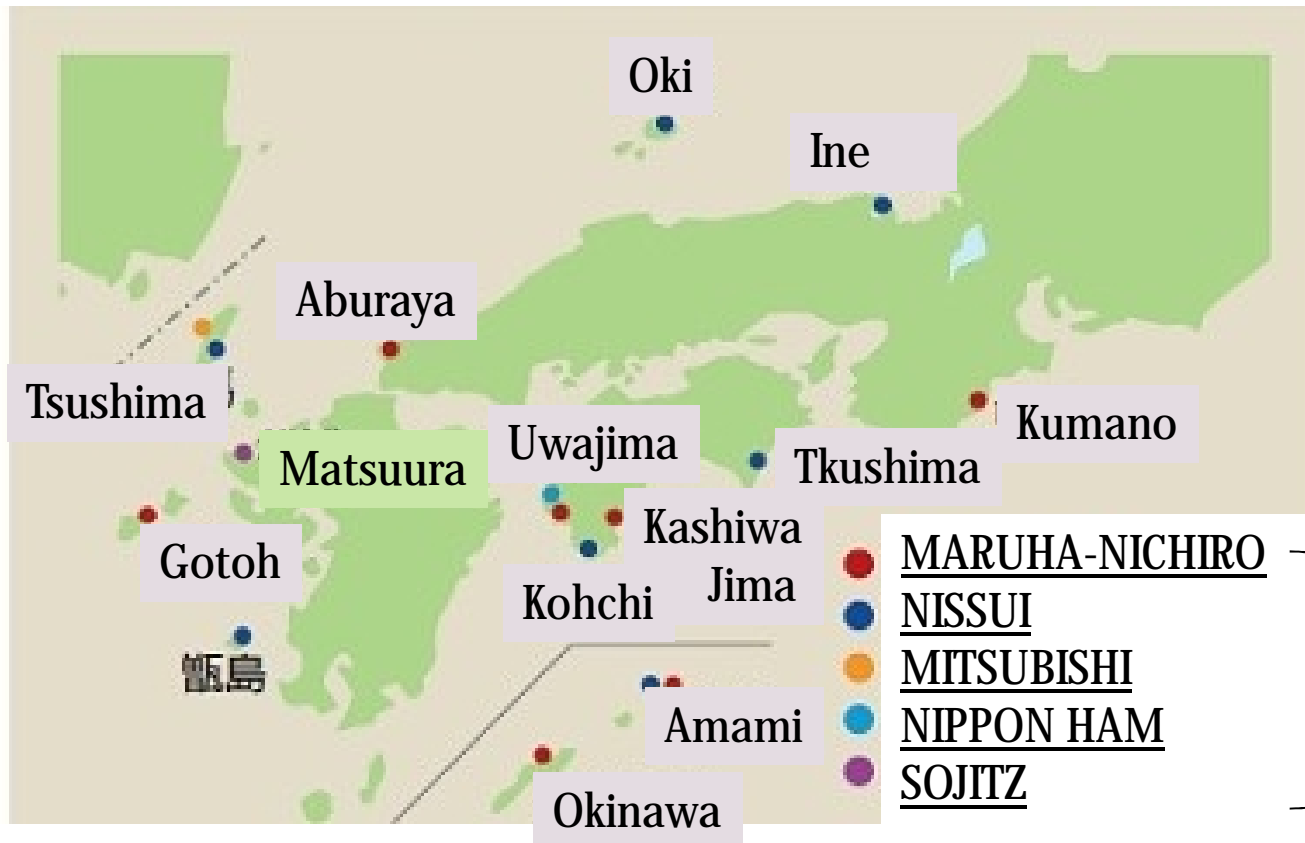 Oki
Ine
Aburaya
Tsushima
Uwajima
Kumano
Matsuura
Tkushima
Kashiwa
Jima
Gotoh
Kohchi
甑島
Amami
Okinawa
MARUHA-NICHIRO
NISSUI
MITSUBISHI
NIPPON HAM
SOJITZ